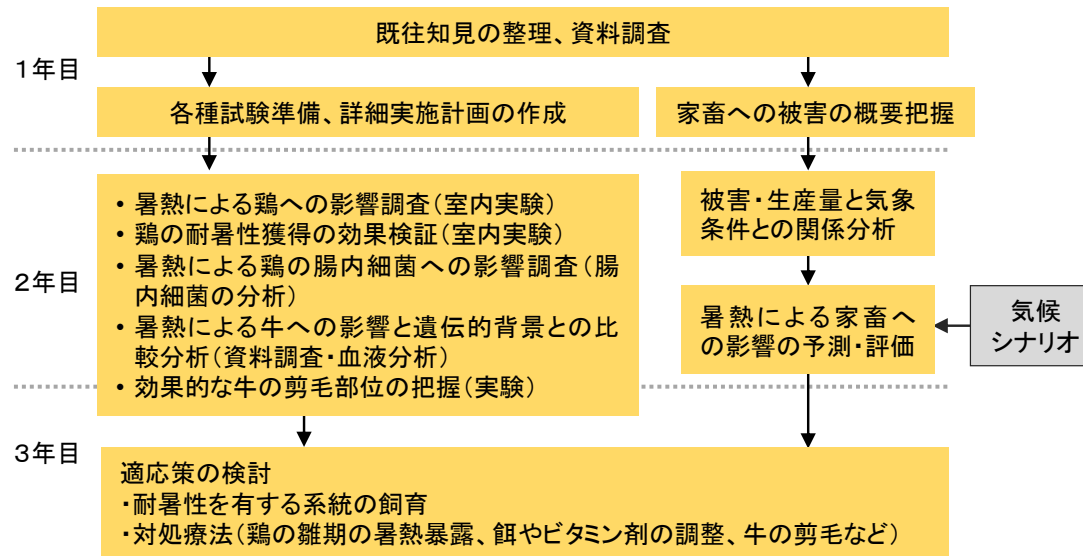 既往知見の整理、資料調査
1年目
各種試験準備、詳細実施計画の作成
家畜への被害の概要把握
・暑熱による鶏への影響調査(室内実験)
・鶏の耐暑性獲得の効果検証(室内実験)
・暑熱による鶏の腸内細菌への影響調査(腸
内細菌の分析)
・暑熱による牛への影響と遺伝的背景との比
較分析(資料調査・血液分析)
・効果的な牛の剪毛部位の把握(実験)
被害・生産量と気象
条件との関係分析
2年目
暑熱による家畜へ
の影響の予測・評価
気候
シナリオ
3年目
適応策の検討
・耐暑性を有する系統の飼育
・対処療法(鶏の雛期の暑熱暴露、餌やビタミン剤の調整、牛の剪毛など)